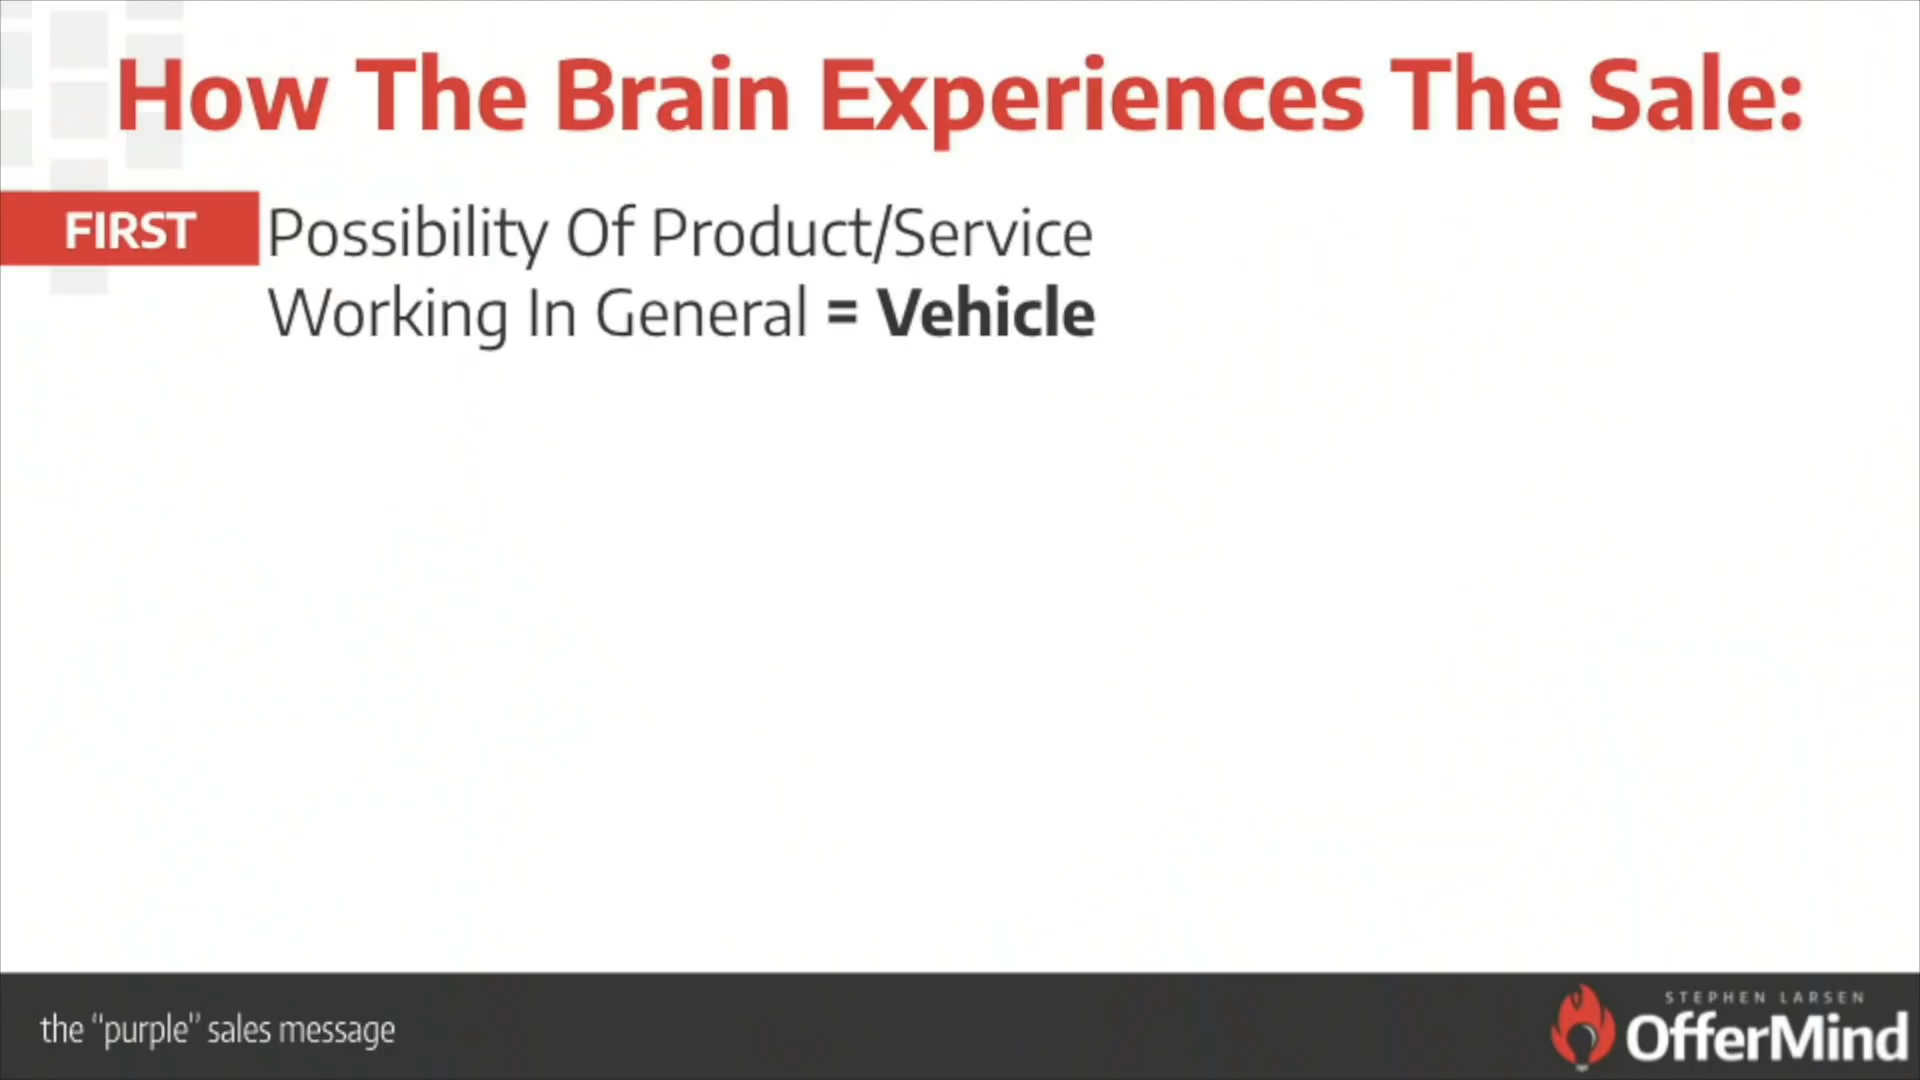 How The Brain Experiences The Sale:
FIRST
Possibility Of Product/Service
Working In General = Vehicle
the “purple” sales message
STEPHEN LARSEN
OfferMind